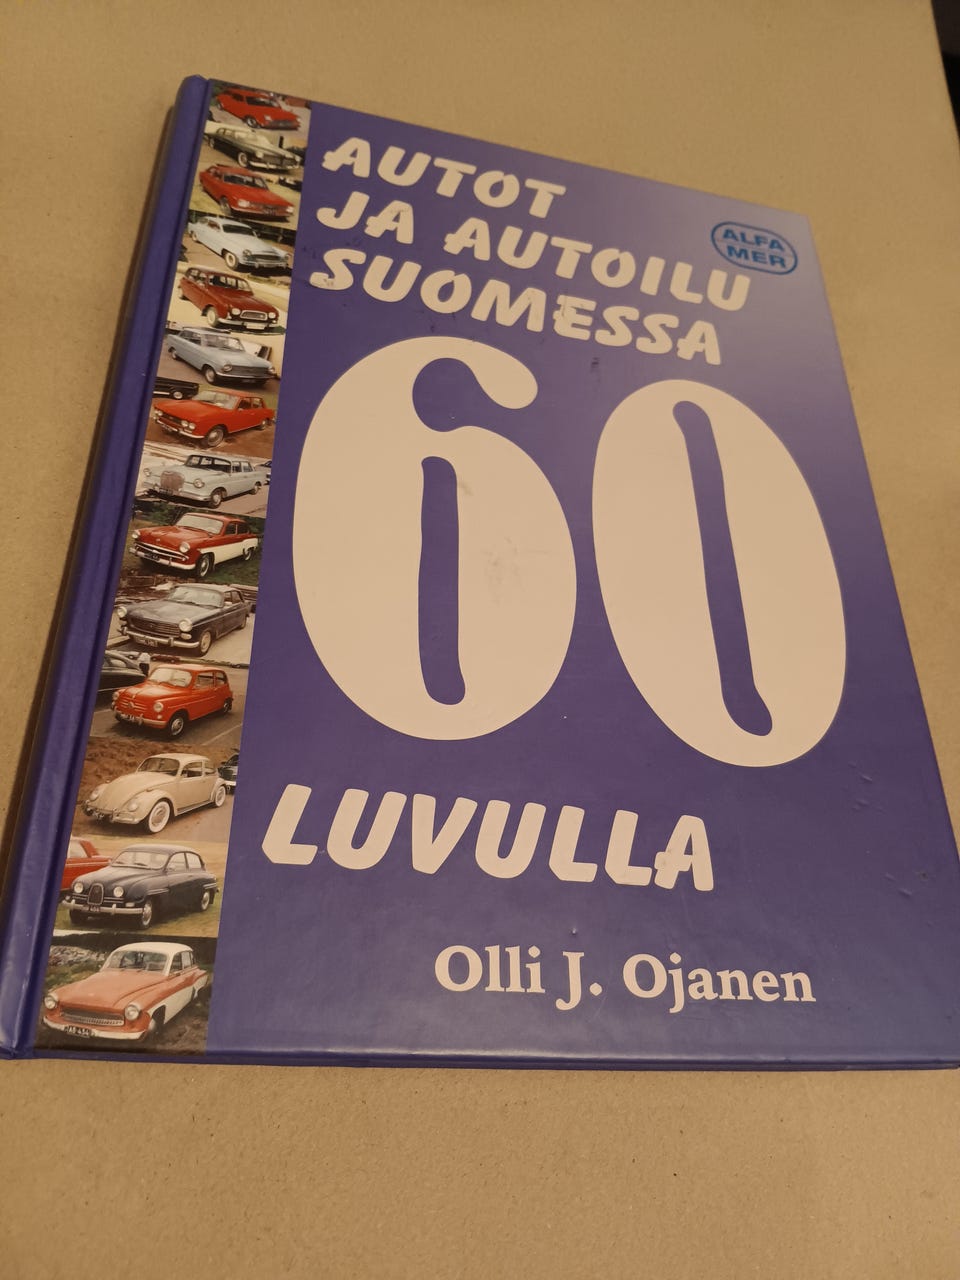 AUTOT
JA AUTOILU
SUOMESSA
ALFA
MER
60
LUVULLA
Olli J. Ojanen